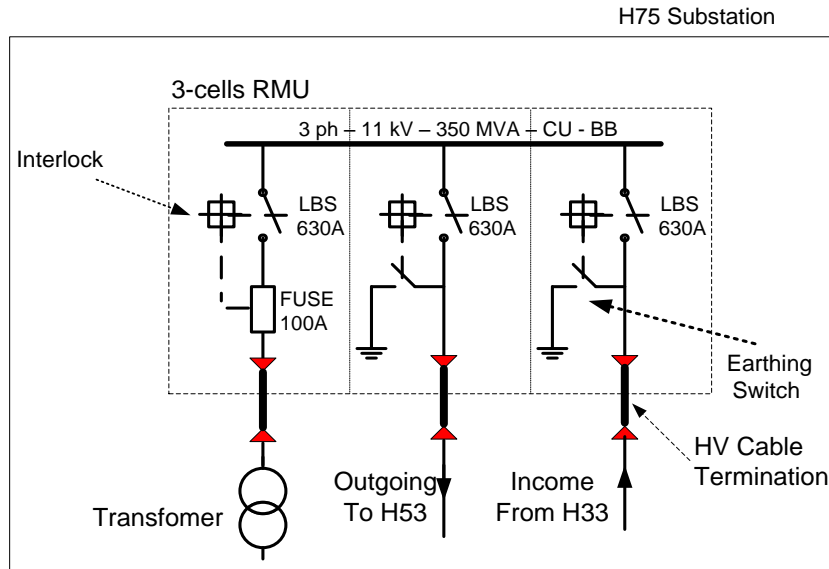 H75 Substation
3-cells RMU
3 ph – 11 kV – 350 MVA – CU - BB
Interlock
LBS
630A
LBS
630A
LBS
630A
FUSE
100A
Earthing
Switch
HV Cable
Termination
Transfomer
Outgoing
To H53
Income
From H33